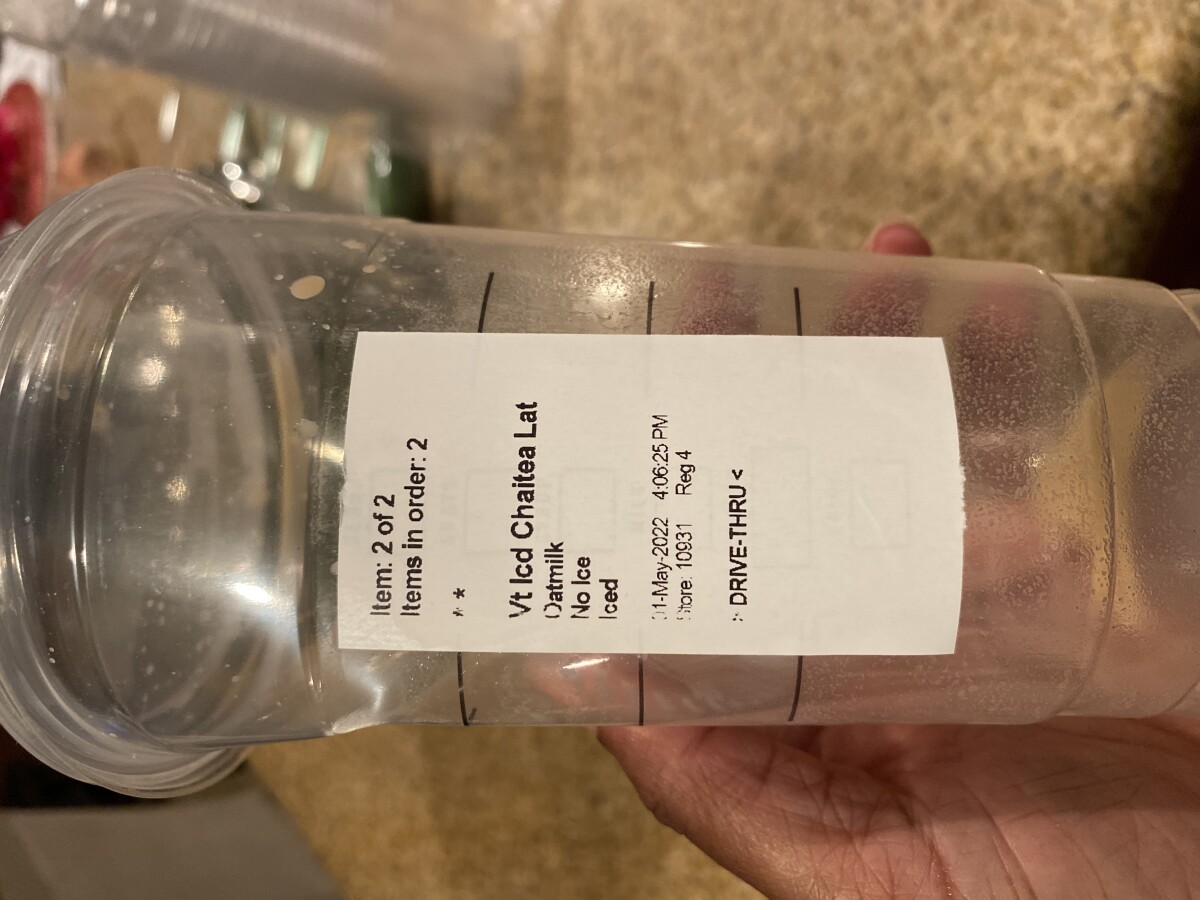 Item: 2 of 2
Items in order: 2
* *
Vt Icd Chaitea Lat
Oatmilk
No Ice
Iced
1-May-2022 4:06:25 PM
Store: 10931 Reg 4
> DRIVE-THRU <